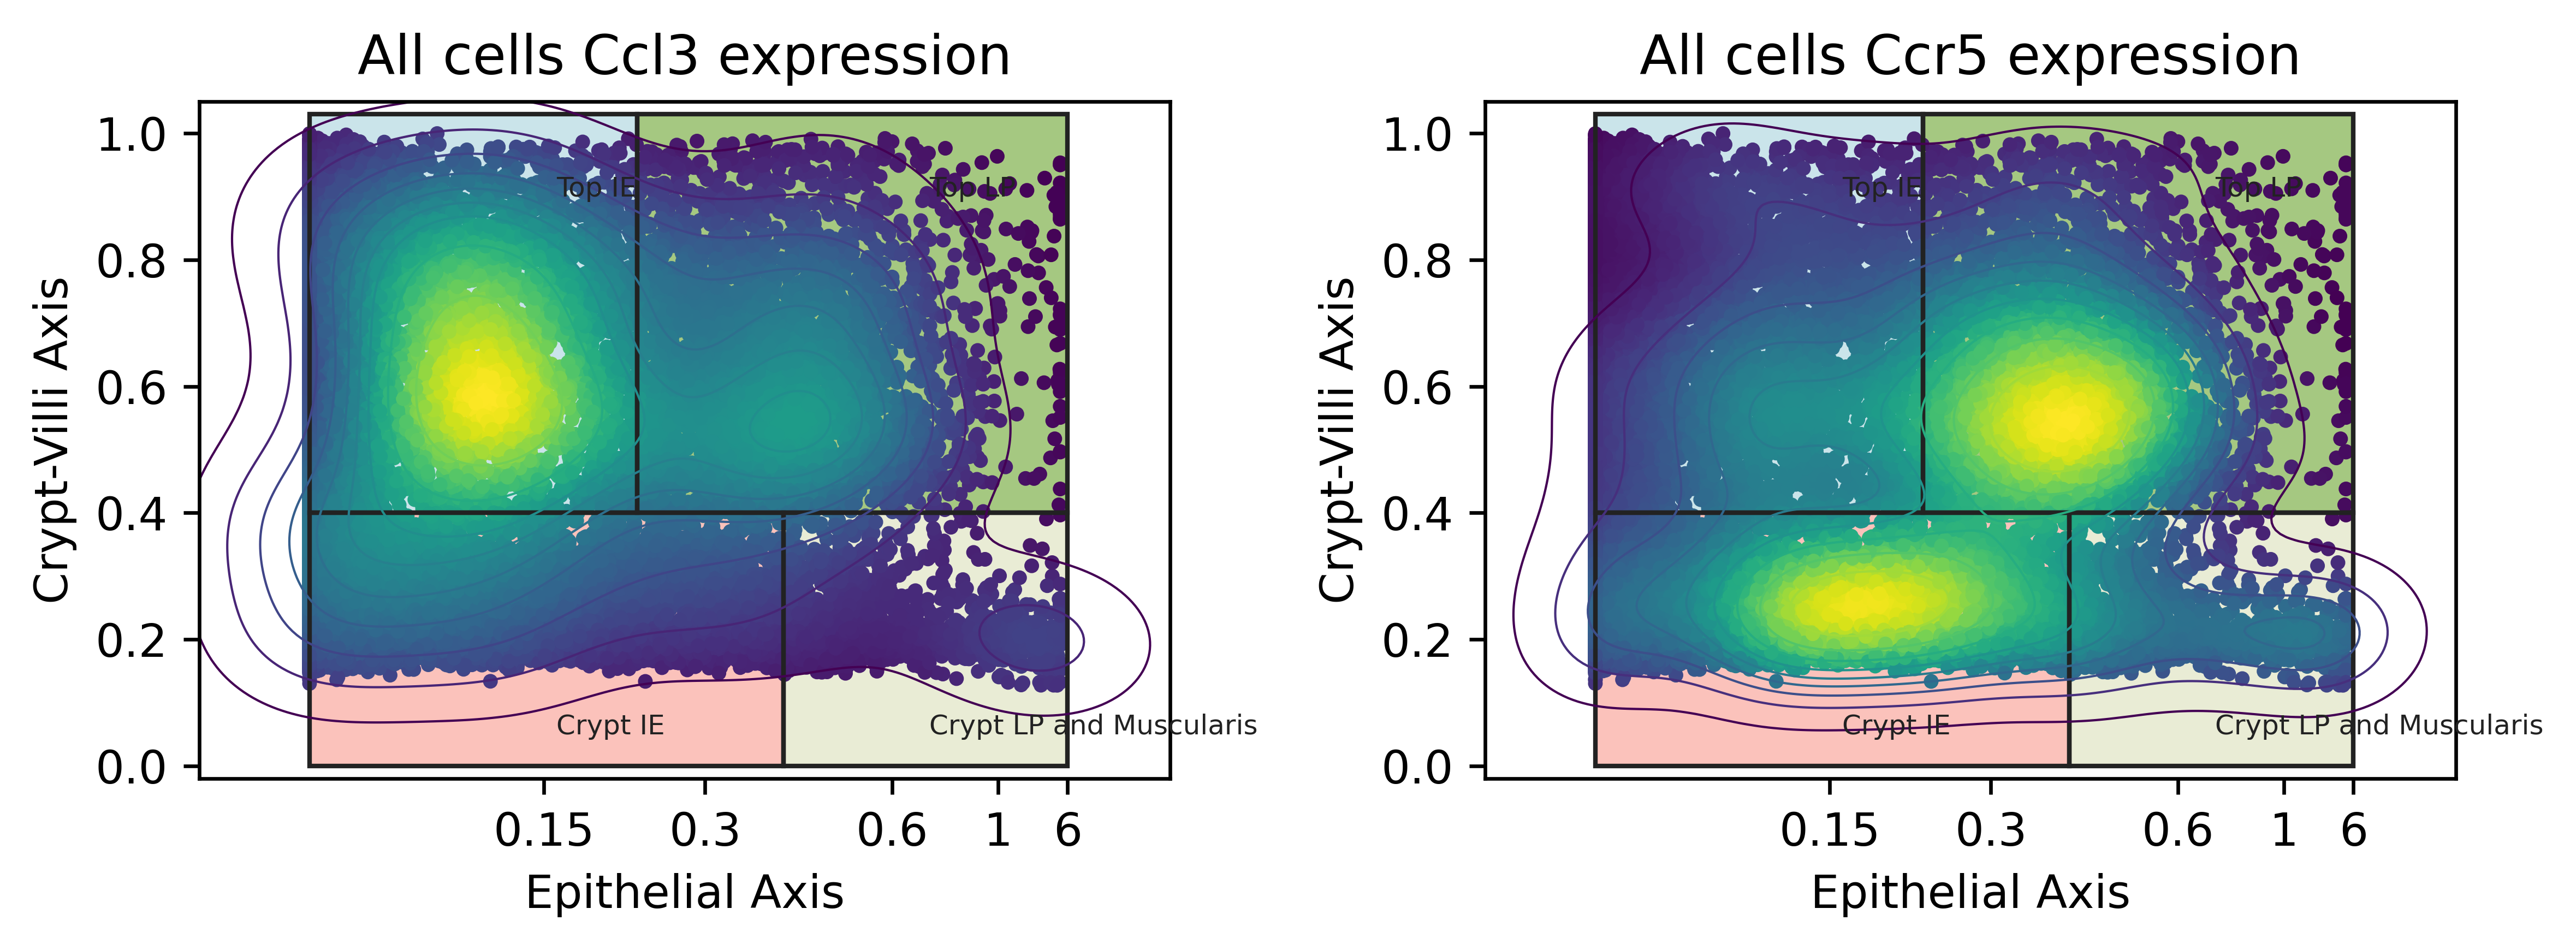 All cells Ccl3 expression
Crypt-Villi Axis
1.0
0.8
0.6
0.4
0.2
0.0
Top IE
Top LP
Crypt IE
Crypt LP and Muscularis
0.15 0.3 0.6 1 6
Epithelial Axis
All cells Ccr5 expression
Crypt-Villi Axis
1.0
0.8
0.6
0.4
0.2
0.0
Top IE
Top LP
Crypt IE
Crypt LP and Muscularis
0.15 0.3 0.6 1 6
Epithelial Axis